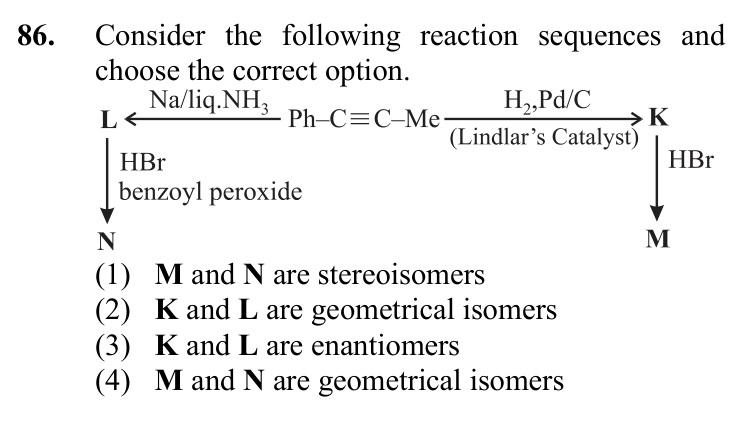 86. Consider the following reaction sequences and
choose the correct option.
L Na/liq.NH₃ Ph–C≡C–Me H₂,Pd/C K
(Lindlar's Catalyst)
HBr HBr
benzoyl peroxide
N M
(1) M and N are stereoisomers
(2) K and L are geometrical isomers
(3) K and L are enantiomers
(4) M and N are geometrical isomers